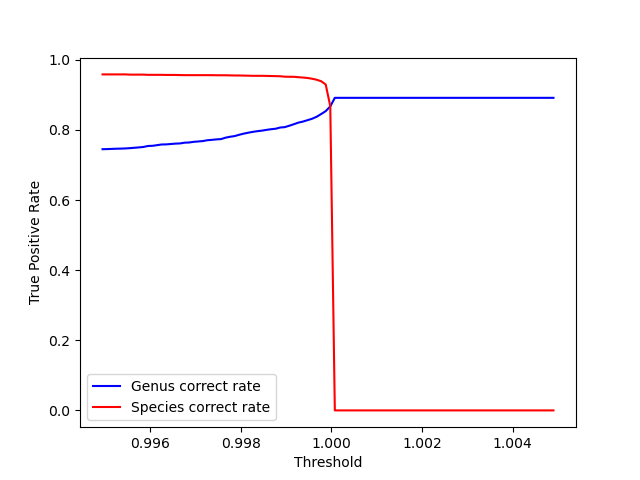 1.0
0.8
0.6
0.4
0.2
0.0
True Positive Rate
Genus correct rate
Species correct rate
0.996 0.998 1.000 1.002 1.004
Threshold